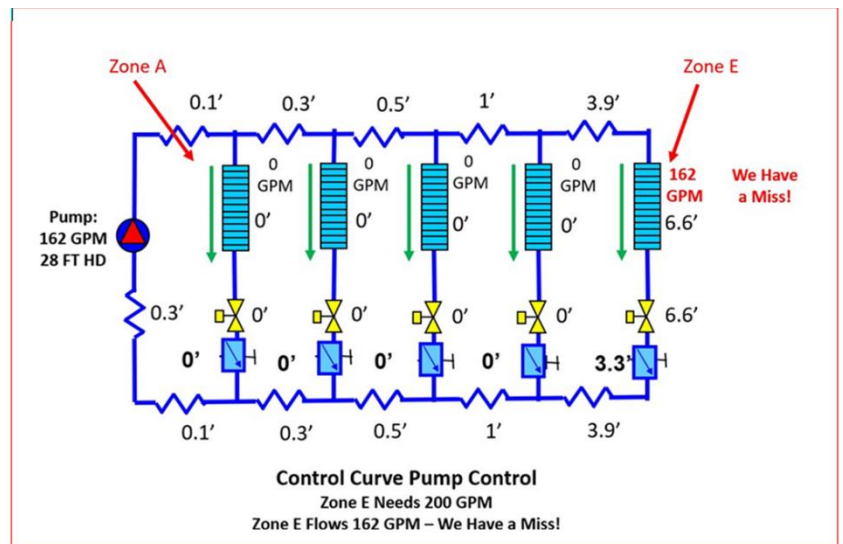 Zone A
Zone E
0.1’
0.3’
0.5’
1’
3.9’
0
GPM
0’
0
GPM
0’
0
GPM
0’
0
GPM
0’
162
GPM
6.6’
We Have
a Miss!
Pump:
162 GPM
28 FT HD
0.3’
0’
0’
0’
0’
6.6’
0’
0’
0’
0’
3.3’
0.1’
0.3’
0.5’
1’
3.9’
Control Curve Pump Control
Zone E Needs 200 GPM
Zone E Flows 162 GPM – We Have a Miss!